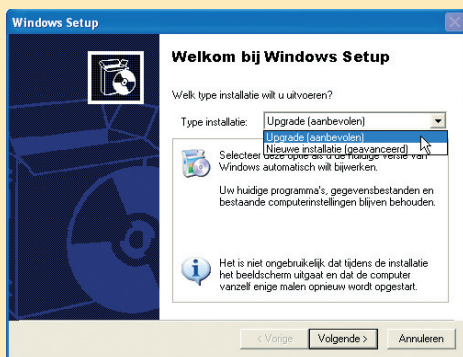 Windows Setup
Welkom bij Windows Setup
Welk type installatie wilt u uitvoeren?
Type installatie: Upgrade (aanbevolen)
Upgrade (aanbevolen)
Nieuwe installatie (geavanceerd)
Selecteer deze optie als u de huidige versie van
Windows automatisch wilt bijwerken.
Uw huidige programma's, gegevensbestanden en
bestaande computerinstellingen blijven behouden.
Het is niet ongebruikelijk dat tijdens de installatie
het beeldscherm uitgaat en dat de computer
vanzelf enige malen opnieuw wordt opgestart.
< Vorige Volgende > Annuleren